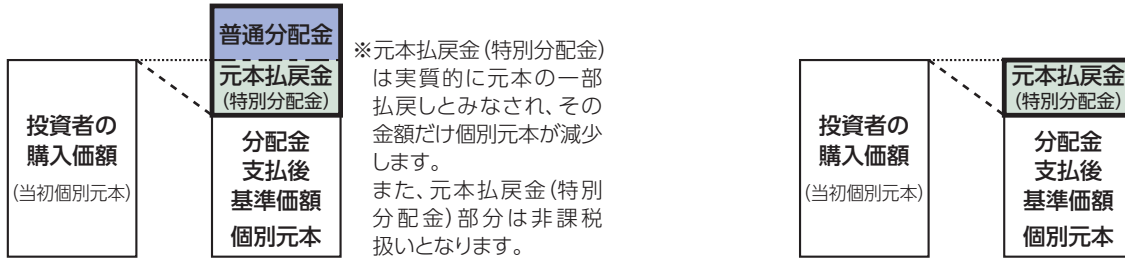 投資者の
購入価額
(当初個別元本)
普通分配金
元本払戻金
(特別分配金)
分配金
支払後
基準価額
個別元本
※元本払戻金(特別分配金)
は実質的に元本の一部
払戻しとみなされ、その
金額だけ個別元本が減少
します。
また、元本払戻金(特別
分配金)部分は非課税
扱いとなります。
投資者の
購入価額
(当初個別元本)
元本払戻金
(特別分配金)
分配金
支払後
基準価額
個別元本